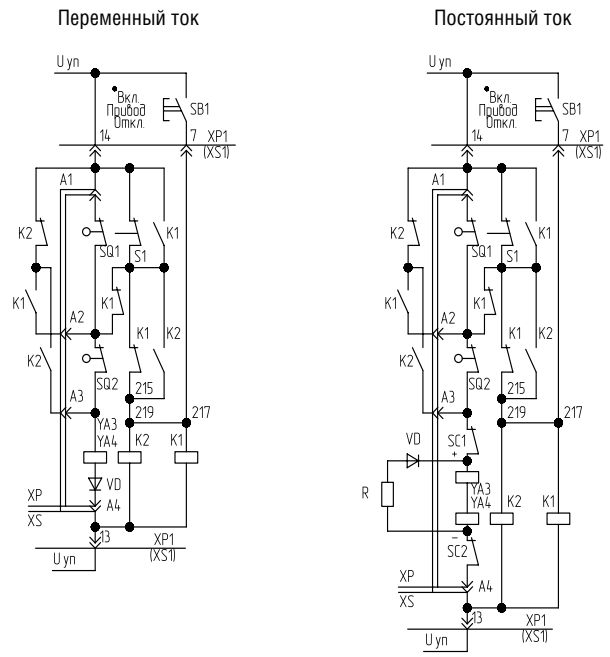 Переменный ток
U уп
Вкл.
Привод
Откл.
SB1
14
7
XP1
(XS1)
A1
K2
SQ1
S1
K1
K1
K1
A2
K2
SQ2
K1
K2
A3
215
219
217
YA3
YA4
K2
K1
VD
XP
XS
A4
13
XP1
(XS1)
U уп
Постоянный ток
U уп
Вкл.
Привод
Откл.
SB1
14
7
XP1
(XS1)
A1
K2
SQ1
S1
K1
K1
K1
A2
K2
SQ2
K1
K2
A3
215
219
217
VD
SC1
+
R
YA3
YA4
K2
K1
−
SC2
XP
XS
A4
13
XP1
(XS1)
U уп